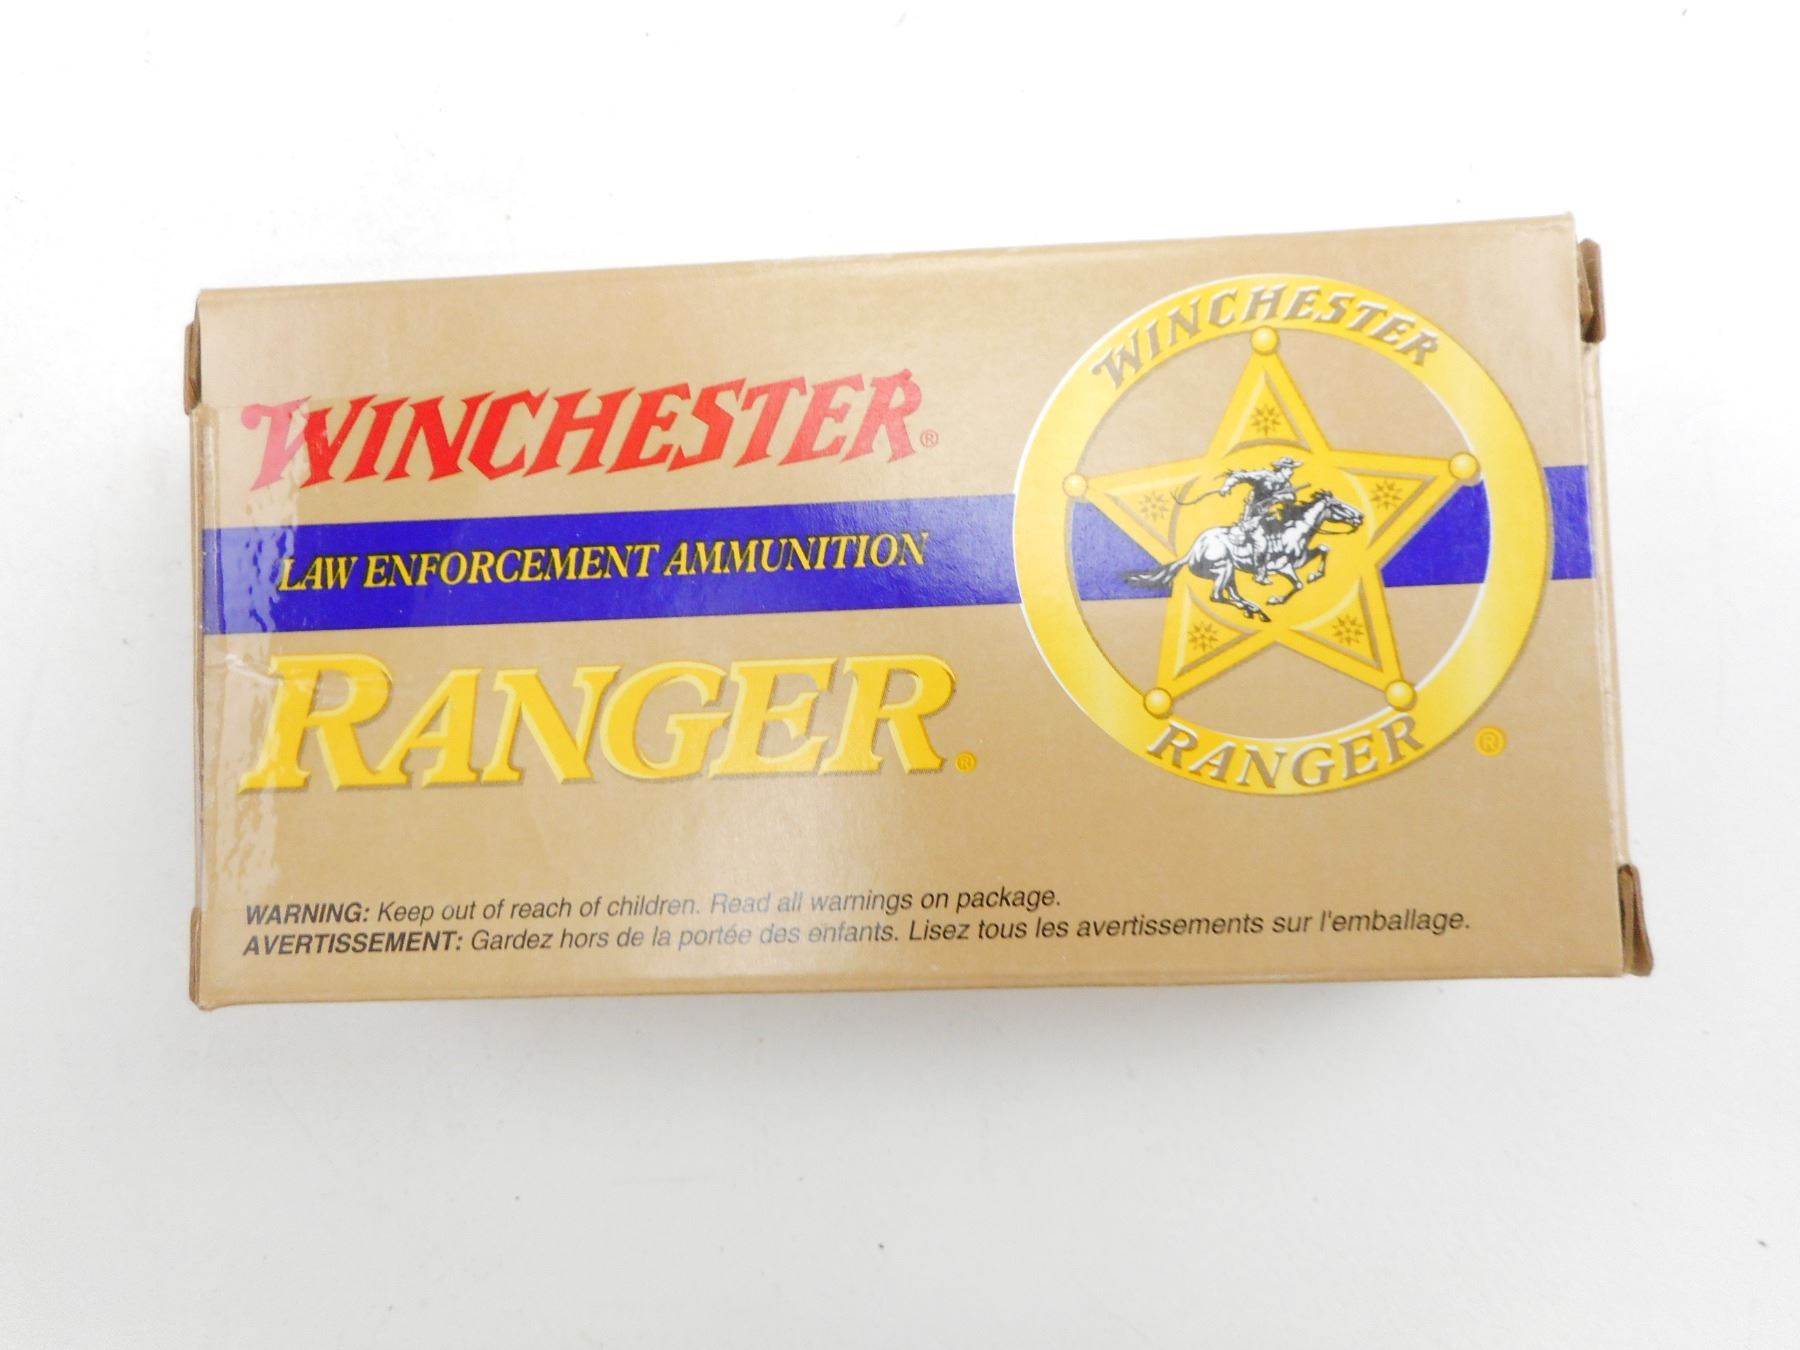 WINCHESTER®
LAW ENFORCEMENT AMMUNITION
RANGER®
WINCHESTER
RANGER ®
WARNING: Keep out of reach of children. Read all warnings on package.
AVERTISSEMENT: Gardez hors de la portée des enfants. Lisez tous les avertissements sur l'emballage.